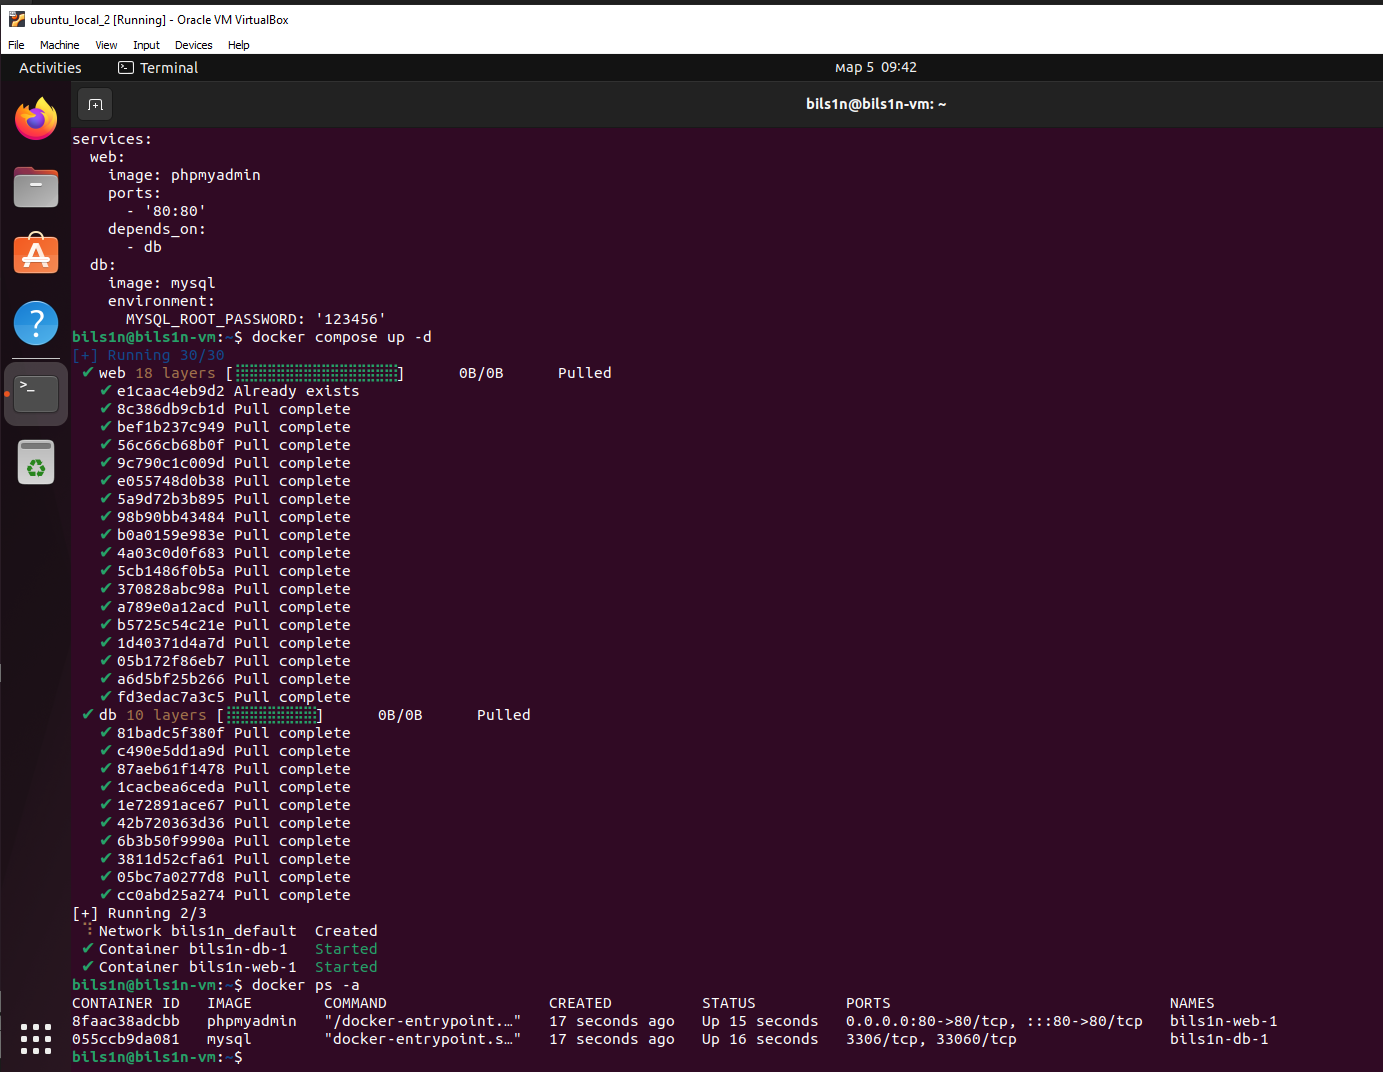 ubuntu_local_2 [Running] - Oracle VM VirtualBox
File Machine View Input Devices Help
Activities Terminal мар 5 09:42
bils1n@bils1n-vm: ~
services:
  web:
    image: phpmyadmin
    ports:
      - '80:80'
    depends_on:
      - db
  db:
    image: mysql
    environment:
      MYSQL_ROOT_PASSWORD: '123456'
bils1n@bils1n-vm:~$ docker compose up -d
[+] Running 30/30
 ✔ web 18 layers [⣿⣿⣿⣿⣿⣿⣿⣿⣿⣿⣿⣿⣿⣿⣿⣿⣿⣿]      0B/0B      Pulled
   ✔ e1caac4eb9d2 Already exists
   ✔ 8c386db9cb1d Pull complete
   ✔ bef1b237c949 Pull complete
   ✔ 56c66cb68b0f Pull complete
   ✔ 9c790c1c009d Pull complete
   ✔ e055748d0b38 Pull complete
   ✔ 5a9d72b3b895 Pull complete
   ✔ 98b90bb43484 Pull complete
   ✔ b0a0159e983e Pull complete
   ✔ 4a03c0d0f683 Pull complete
   ✔ 5cb1486f0b5a Pull complete
   ✔ 370828abc98a Pull complete
   ✔ a789e0a12acd Pull complete
   ✔ b5725c54c21e Pull complete
   ✔ 1d40371d4a7d Pull complete
   ✔ 05b172f86eb7 Pull complete
   ✔ a6d5bf25b266 Pull complete
   ✔ fd3edac7a3c5 Pull complete
 ✔ db 10 layers [⣿⣿⣿⣿⣿⣿⣿⣿⣿⣿]      0B/0B      Pulled
   ✔ 81badc5f380f Pull complete
   ✔ c490e5dd1a9d Pull complete
   ✔ 87aeb61f1478 Pull complete
   ✔ 1cacbea6ceda Pull complete
   ✔ 1e72891ace67 Pull complete
   ✔ 42b720363d36 Pull complete
   ✔ 6b3b50f9990a Pull complete
   ✔ 3811d52cfa61 Pull complete
   ✔ 05bc7a0277d8 Pull complete
   ✔ cc0abd25a274 Pull complete
[+] Running 2/3
 ⠹ Network bils1n_default  Created
 ✔ Container bils1n-db-1   Started
 ✔ Container bils1n-web-1  Started
bils1n@bils1n-vm:~$ docker ps -a
CONTAINER ID   IMAGE        COMMAND                  CREATED          STATUS          PORTS                               NAMES
8faac38adcbb   phpmyadmin   "/docker-entrypoint.…"   17 seconds ago   Up 15 seconds   0.0.0.0:80->80/tcp, :::80->80/tcp   bils1n-web-1
055ccb9da081   mysql        "docker-entrypoint.s…"   17 seconds ago   Up 16 seconds   3306/tcp, 33060/tcp                 bils1n-db-1
bils1n@bils1n-vm:~$